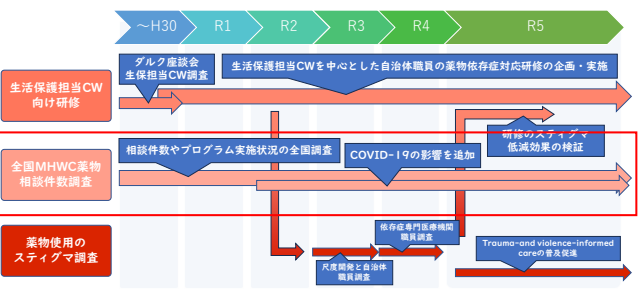 ～H30
R1
R2
R3
R4
R5
生活保護担当CW
向け研修
ダルク座談会
生保担当CW調査
生活保護担当CWを中心とした自治体職員の薬物依存症対応研修の企画・実施
研修のスティグマ
低減効果の検証
全国MHWC薬物
相談件数調査
相談件数やプログラム実施状況の全国調査
COVID-19の影響を追加
薬物使用の
スティグマ調査
尺度開発と自治体
職員調査
依存症専門医療機関
職員調査
Trauma-and violence-informed
careの普及促進